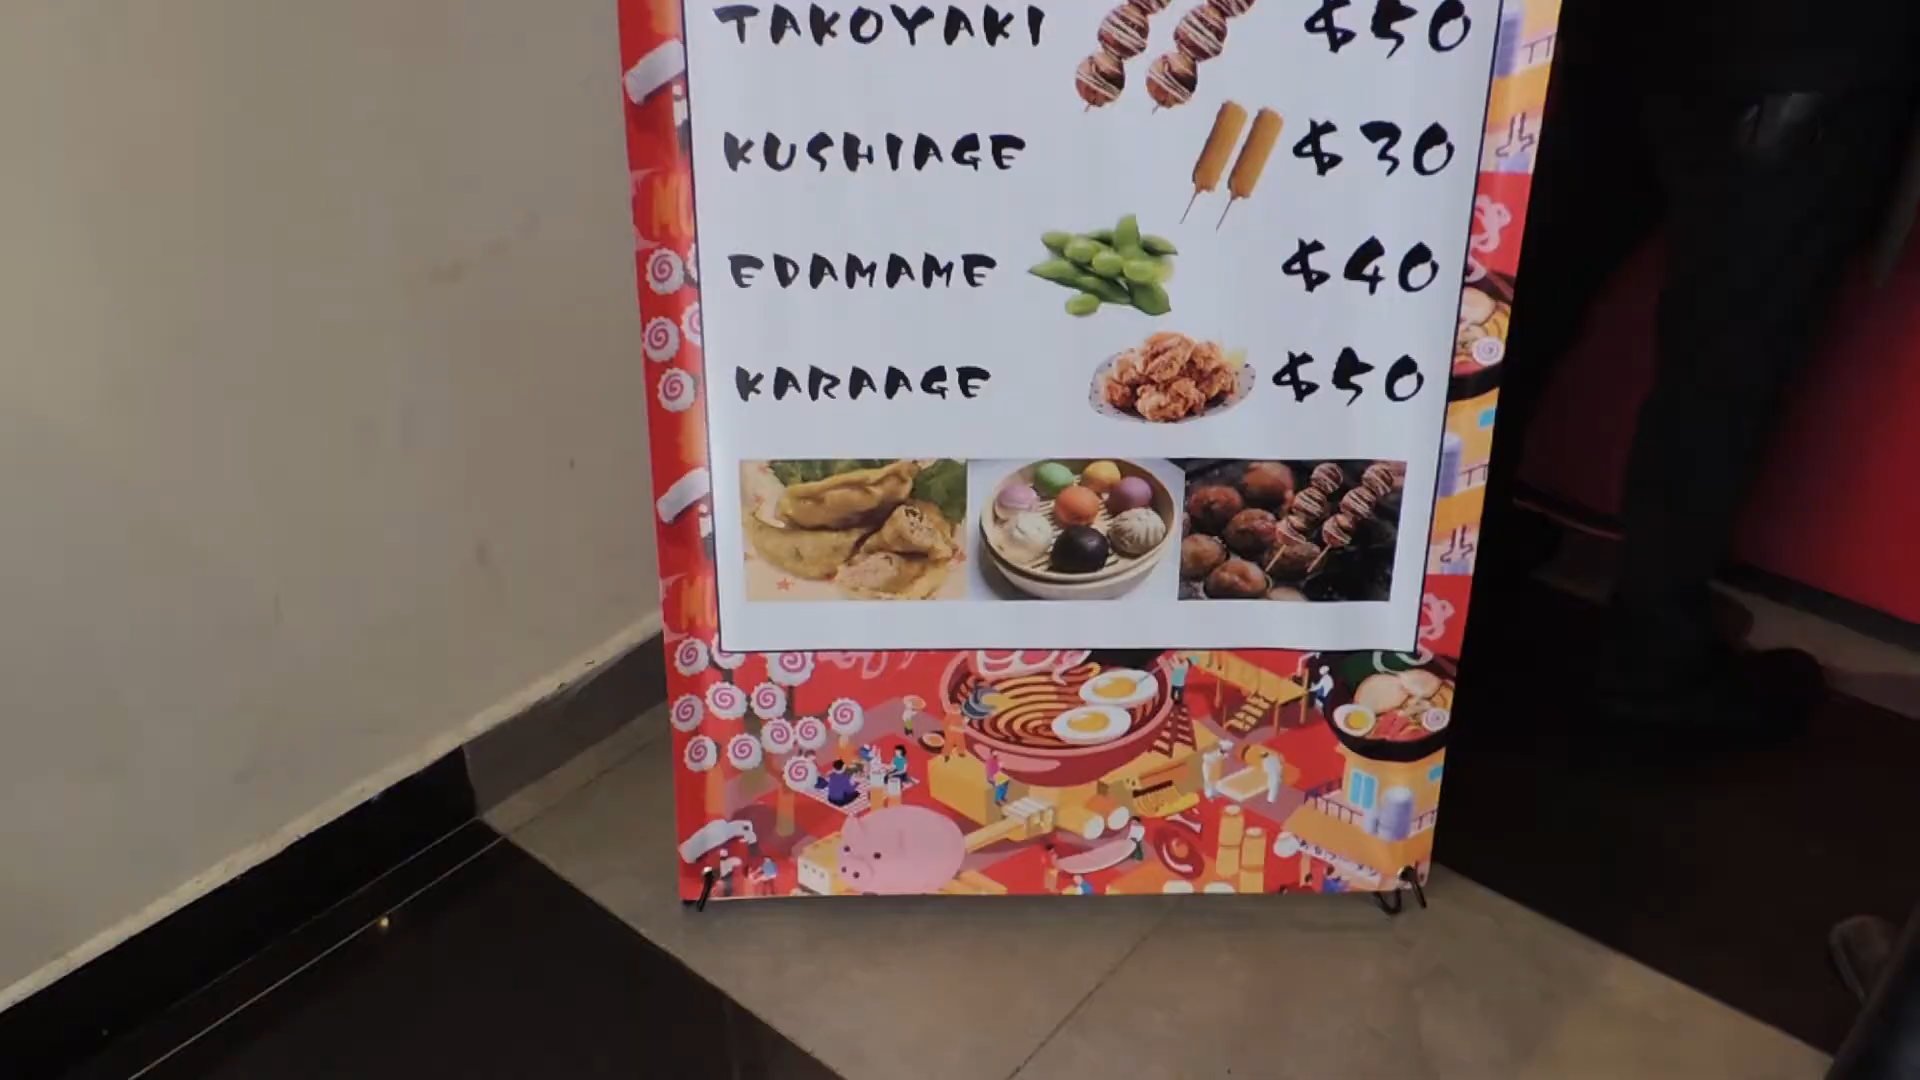 TAKOYAKI $50
KUSHIAGE $30
EDAMAME $40
KARAAGE $50